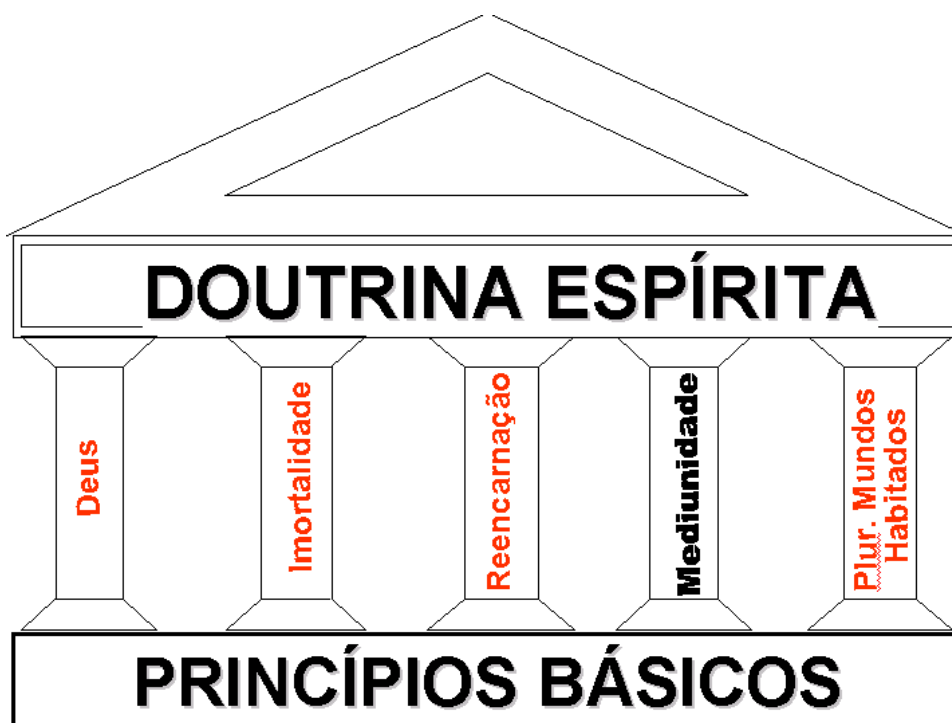 DOUTRINA ESPÍRITA
Deus
Imortalidade
Reencarnação
Mediunidade
Plur. Mundos
Habitados
PRINCÍPIOS BÁSICOS